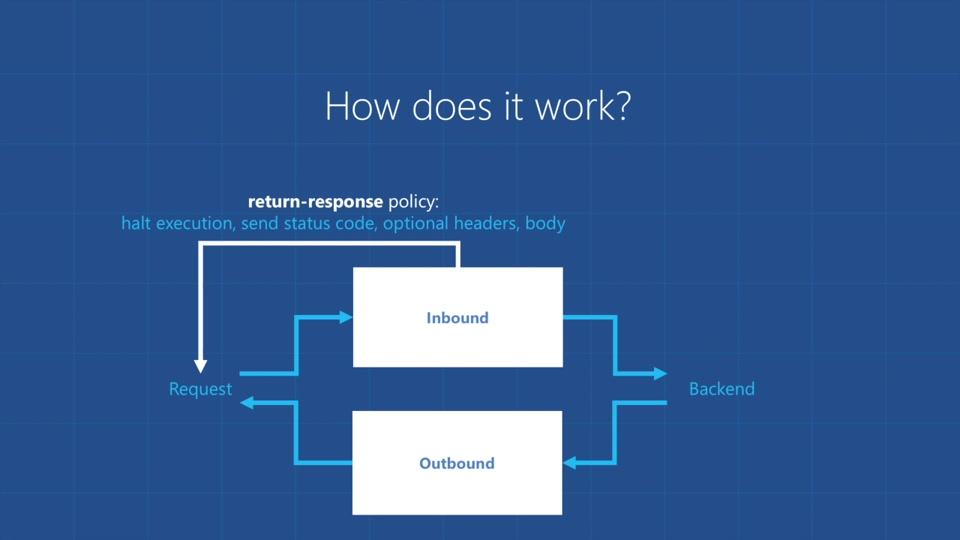 How does it work?
return-response policy:
halt execution, send status code, optional headers, body
Inbound
Request
Backend
Outbound